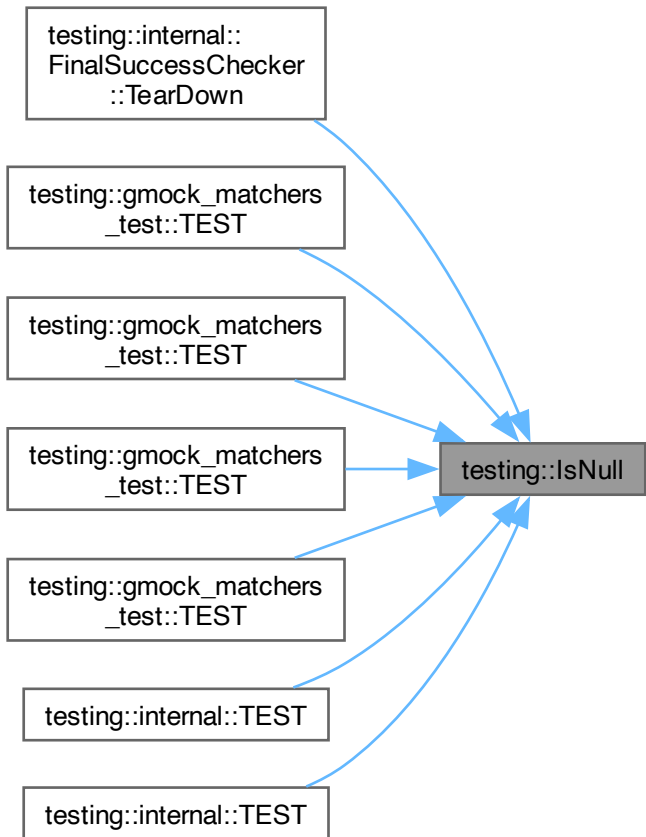 testing::internal::
FinalSuccessChecker
::TearDown
testing::gmock_matchers
_test::TEST
testing::gmock_matchers
_test::TEST
testing::gmock_matchers
_test::TEST
testing::IsNull
testing::gmock_matchers
_test::TEST
testing::internal::TEST
testing::internal::TEST